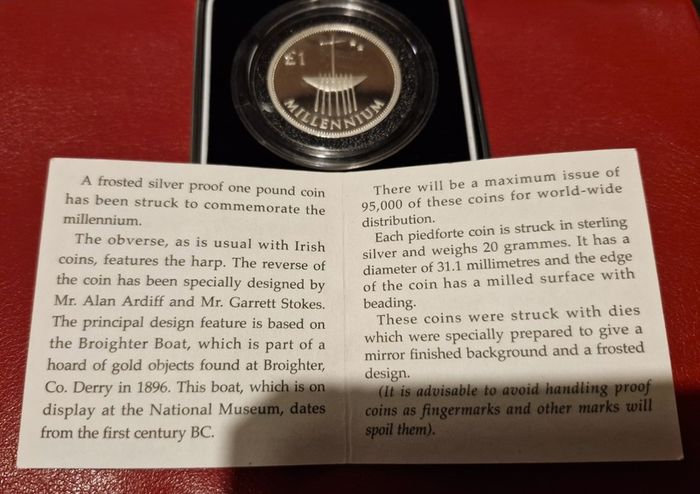 £1
MILLENNIUM
A frosted silver proof one pound coin
has been struck to commemorate the
millennium.
The obverse, as is usual with Irish
coins, features the harp. The reverse of
the coin has been specially designed by
Mr. Alan Ardiff and Mr. Garrett Stokes.
The principal design feature is based on
the Broighter Boat, which is part of a
hoard of gold objects found at Broighter,
Co. Derry in 1896. This boat, which is on
display at the National Museum, dates
from the first century BC.
There will be a maximum issue of
95,000 of these coins for world-wide
distribution.
Each piedforte coin is struck in sterling
silver and weighs 20 grammes. It has a
diameter of 31.1 millimetres and the edge
of the coin has a milled surface with
beading.
These coins were struck with dies
which were specially prepared to give a
mirror finished background and a frosted
design.
(It is advisable to avoid handling proof
coins as fingermarks and other marks will
spoil them).